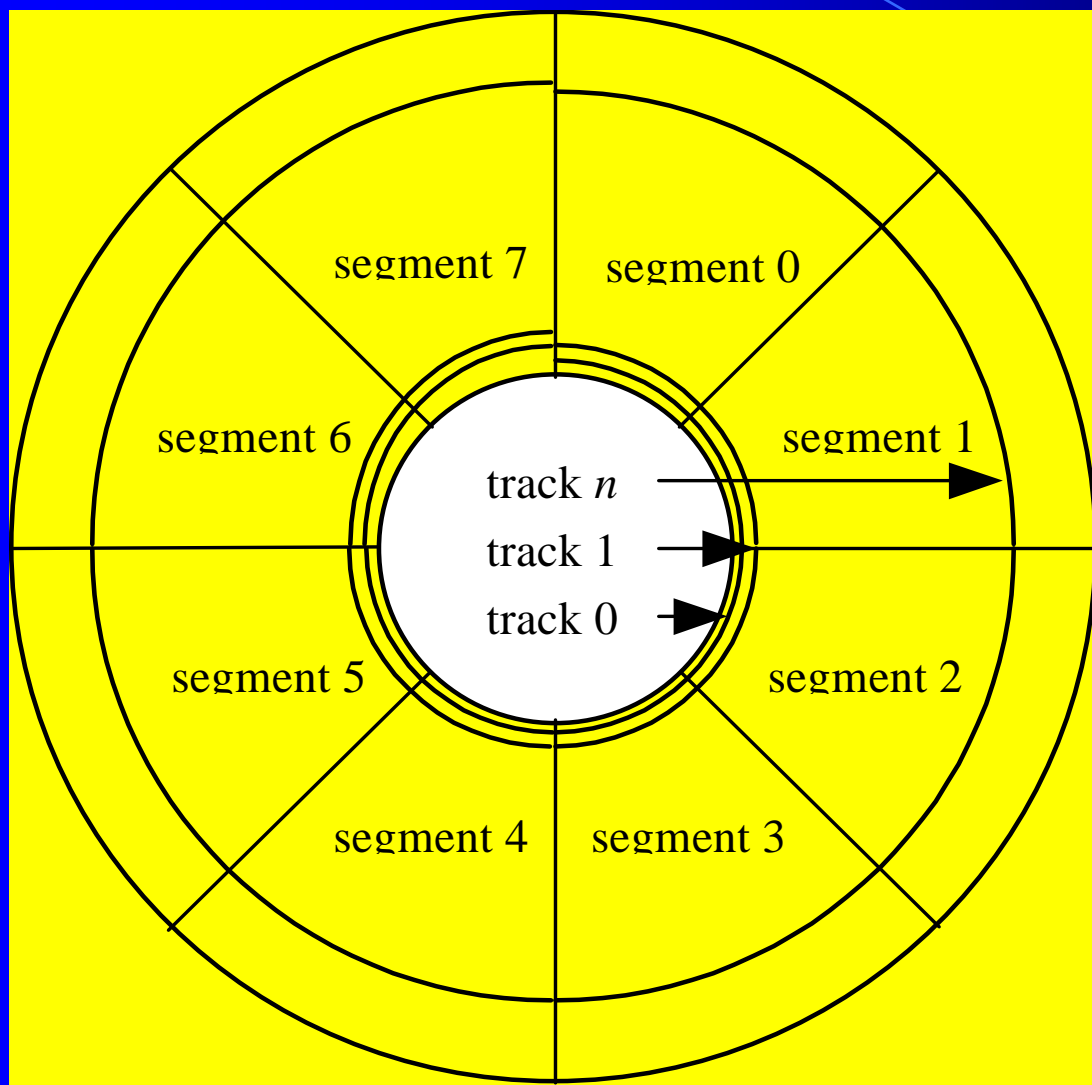 segment 7
segment 0
segment 6
segment 1
track n
track 1
track 0
segment 5
segment 2
segment 4
segment 3